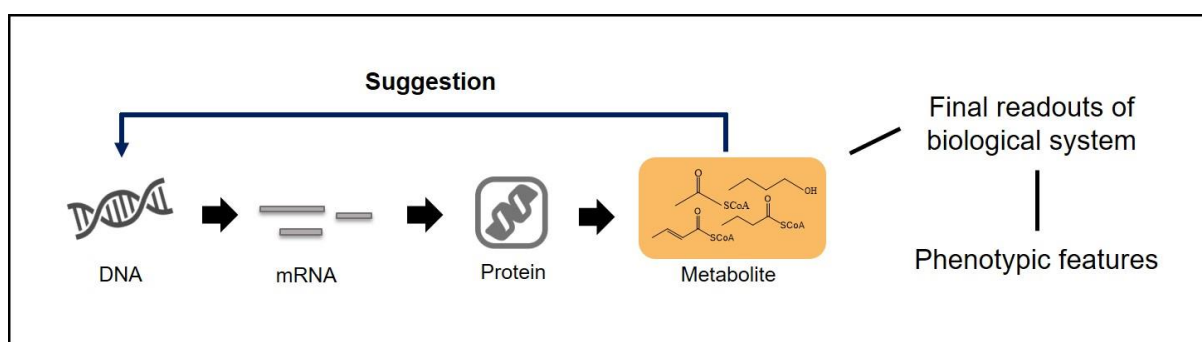 Suggestion
Final readouts of
biological system
O
OH
SCoA
O
O
SCoA
SCoA
DNA
mRNA
Protein
Metabolite
Phenotypic features